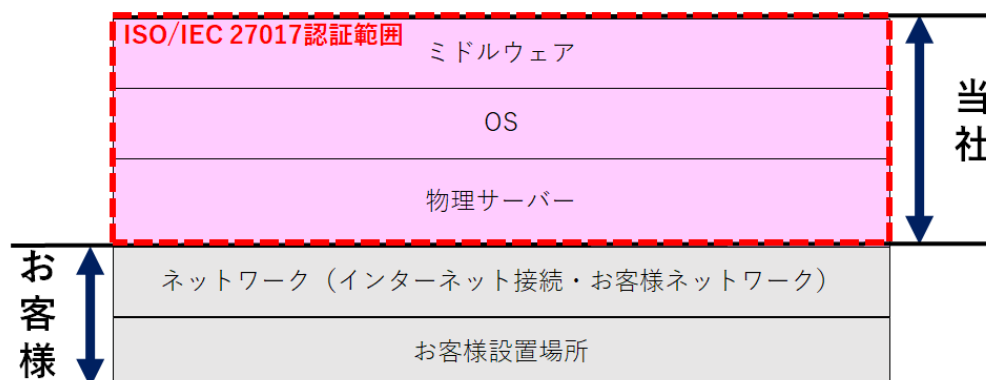 ISO/IEC 27017認証範囲
ミドルウェア
OS
物理サーバー
当社
お客様
ネットワーク（インターネット接続・お客様ネットワーク）
お客様設置場所